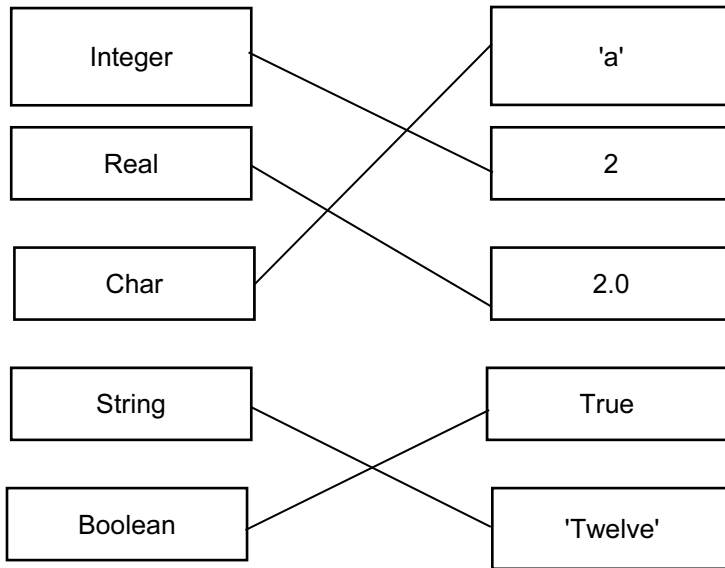 Integer
'a'
Real
2
Char
2.0
String
True
Boolean
'Twelve'